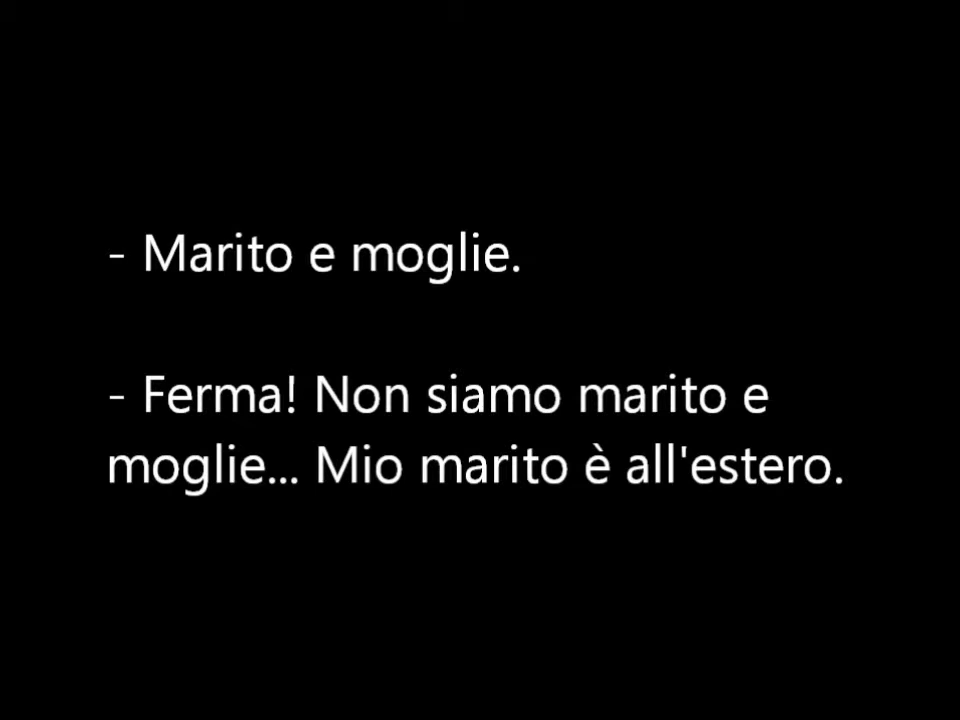 - Marito e moglie.
- Ferma! Non siamo marito e
moglie... Mio marito è all'estero.